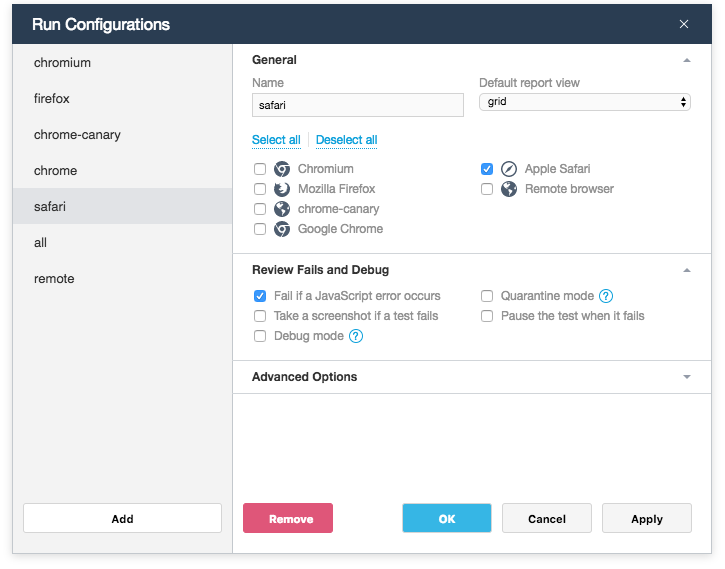 Run Configurations
chromium
firefox
chrome-canary
chrome
safari
all
remote
Add
General
Name
Default report view
safari
grid
Select all
Deselect all
Chromium
Apple Safari
Mozilla Firefox
Remote browser
chrome-canary
Google Chrome
Review Fails and Debug
Fail if a JavaScript error occurs
Quarantine mode ?
Take a screenshot if a test fails
Pause the test when it fails
Debug mode ?
Advanced Options
Remove
OK
Cancel
Apply